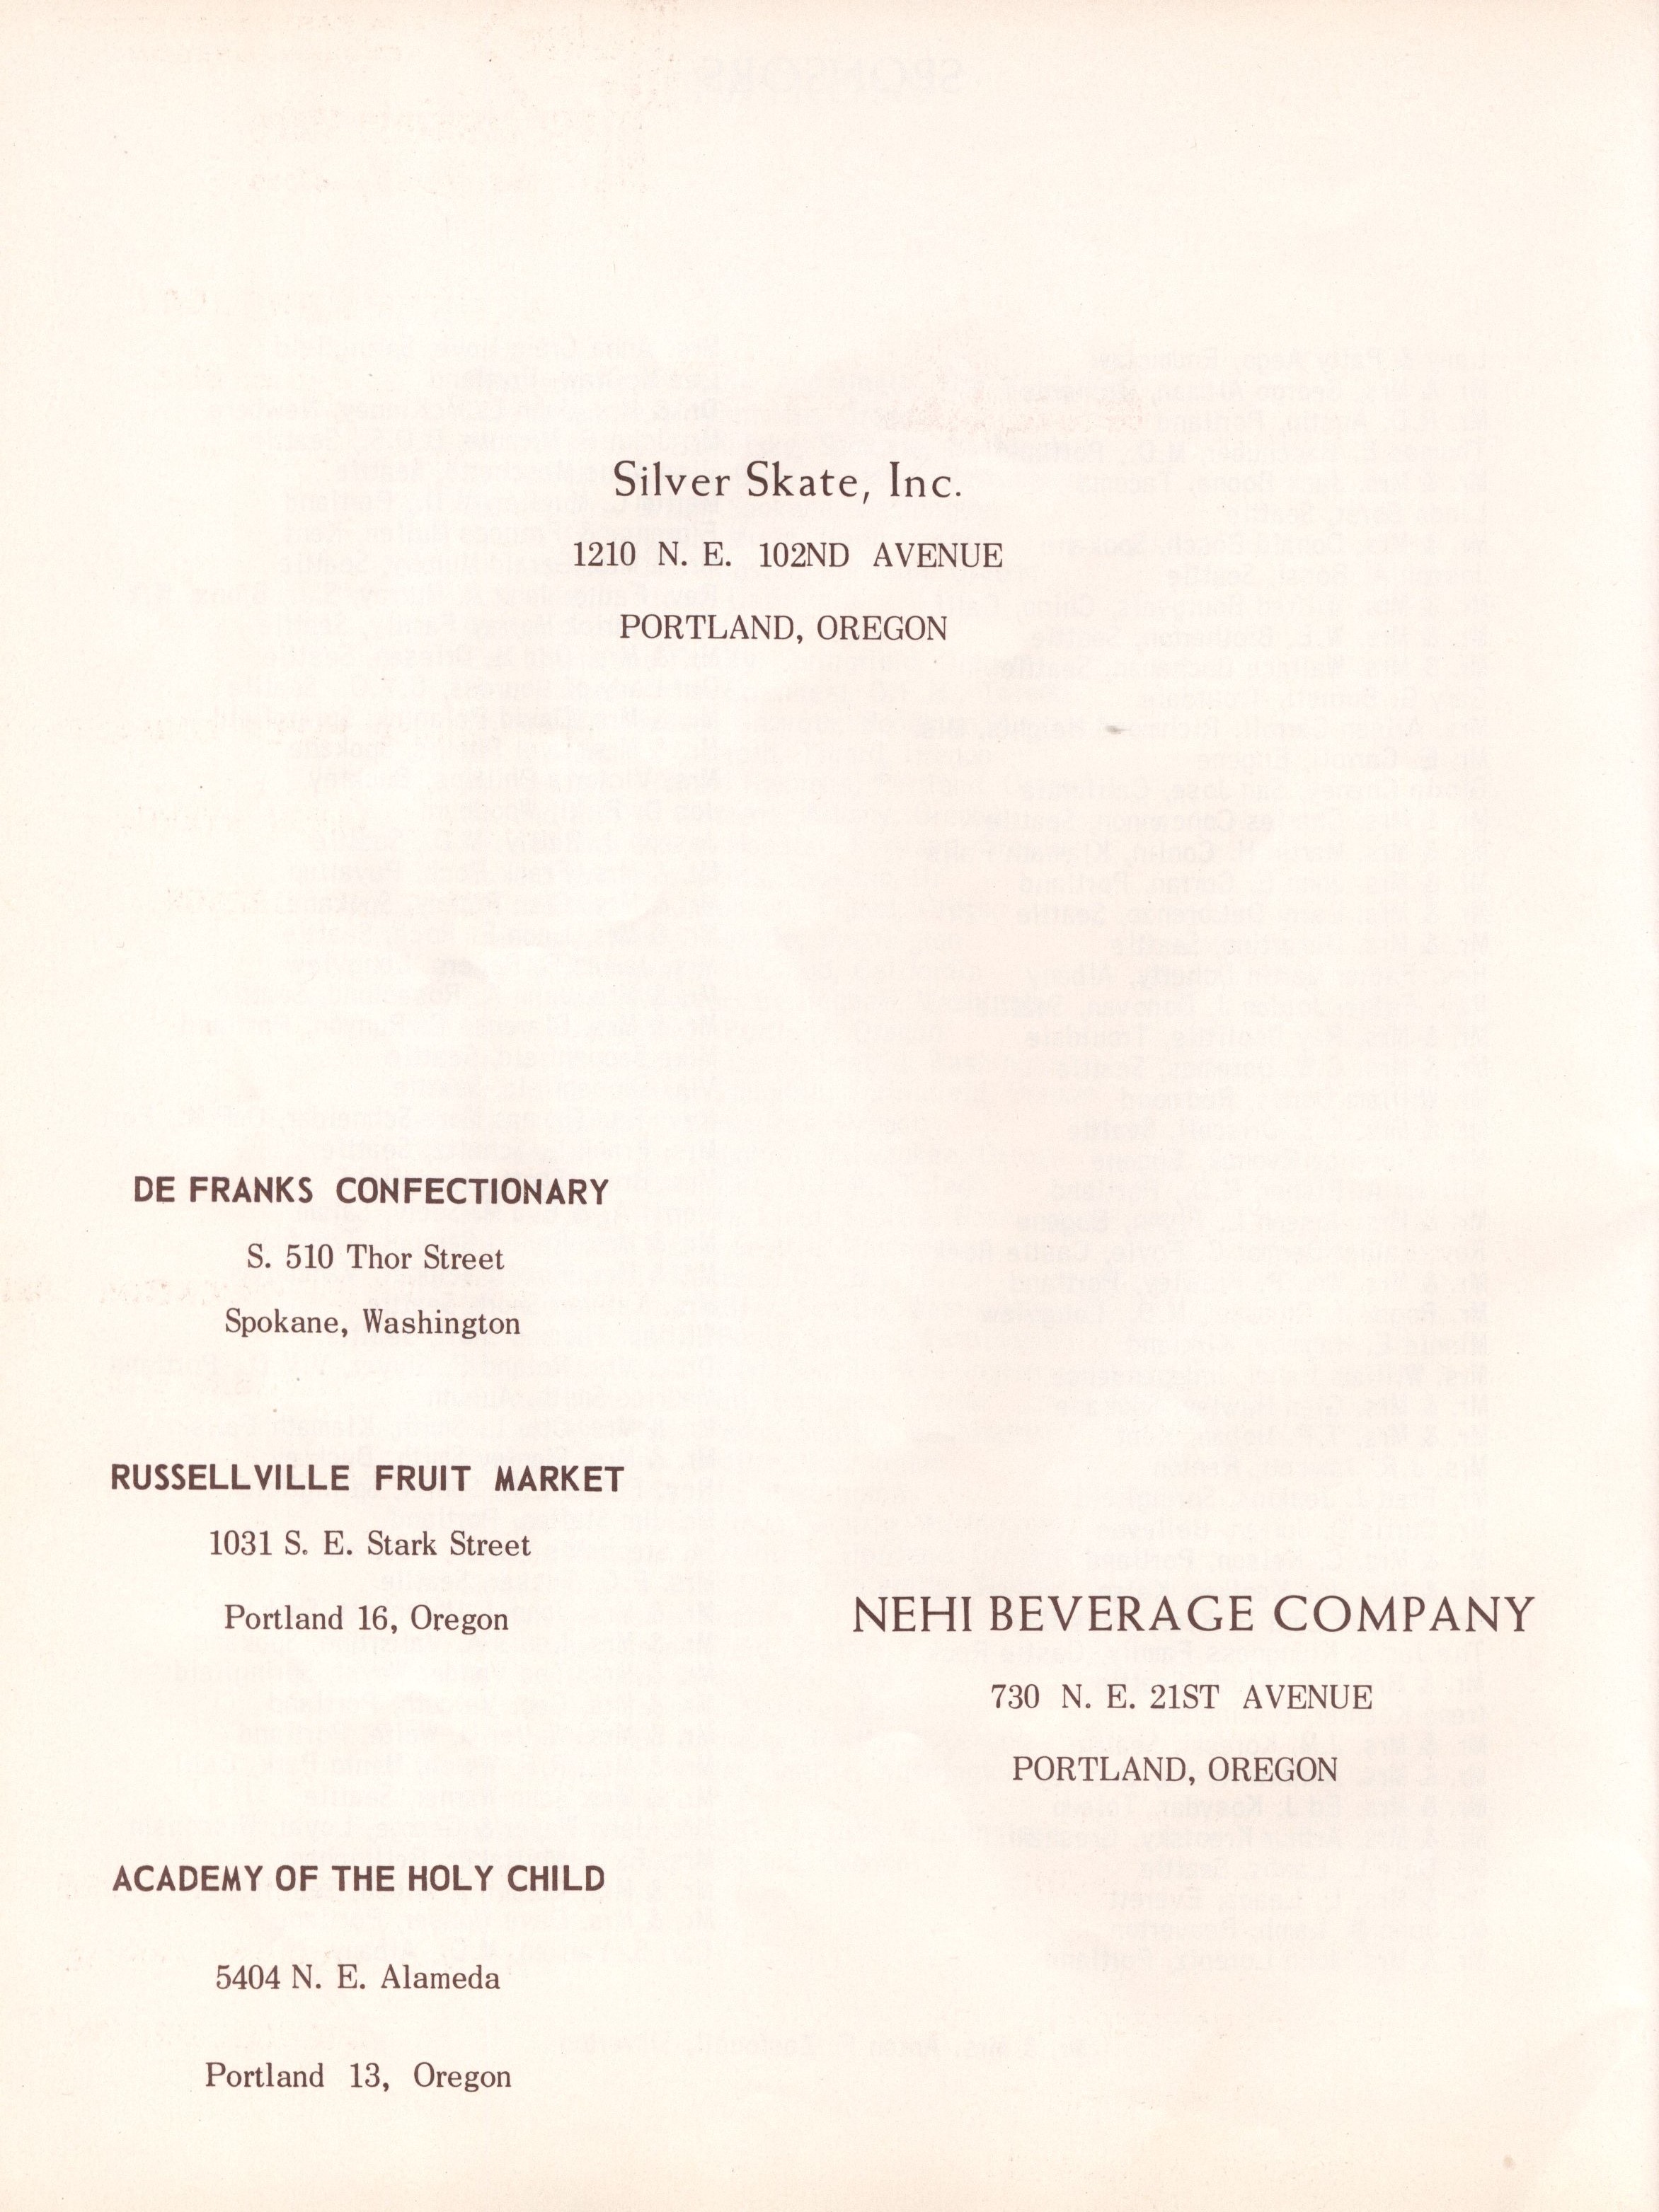 Silver Skate, Inc.
1210 N. E. 102ND AVENUE
PORTLAND, OREGON
DE FRANKS CONFECTIONARY
S. 510 Thor Street
Spokane, Washington
RUSSELLVILLE FRUIT MARKET
1031 S. E. Stark Street
Portland 16, Oregon
NEHI BEVERAGE COMPANY
730 N. E. 21ST AVENUE
PORTLAND, OREGON
ACADEMY OF THE HOLY CHILD
5404 N. E. Alameda
Portland 13, Oregon